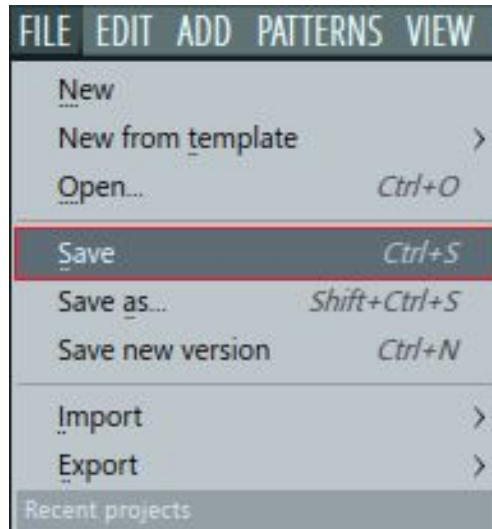 FILE EDIT ADD PATTERNS VIEW
New
New from template >
Open... Ctrl+O
Save Ctrl+S
Save as... Shift+Ctrl+S
Save new version Ctrl+N
Import >
Export >
Recent projects